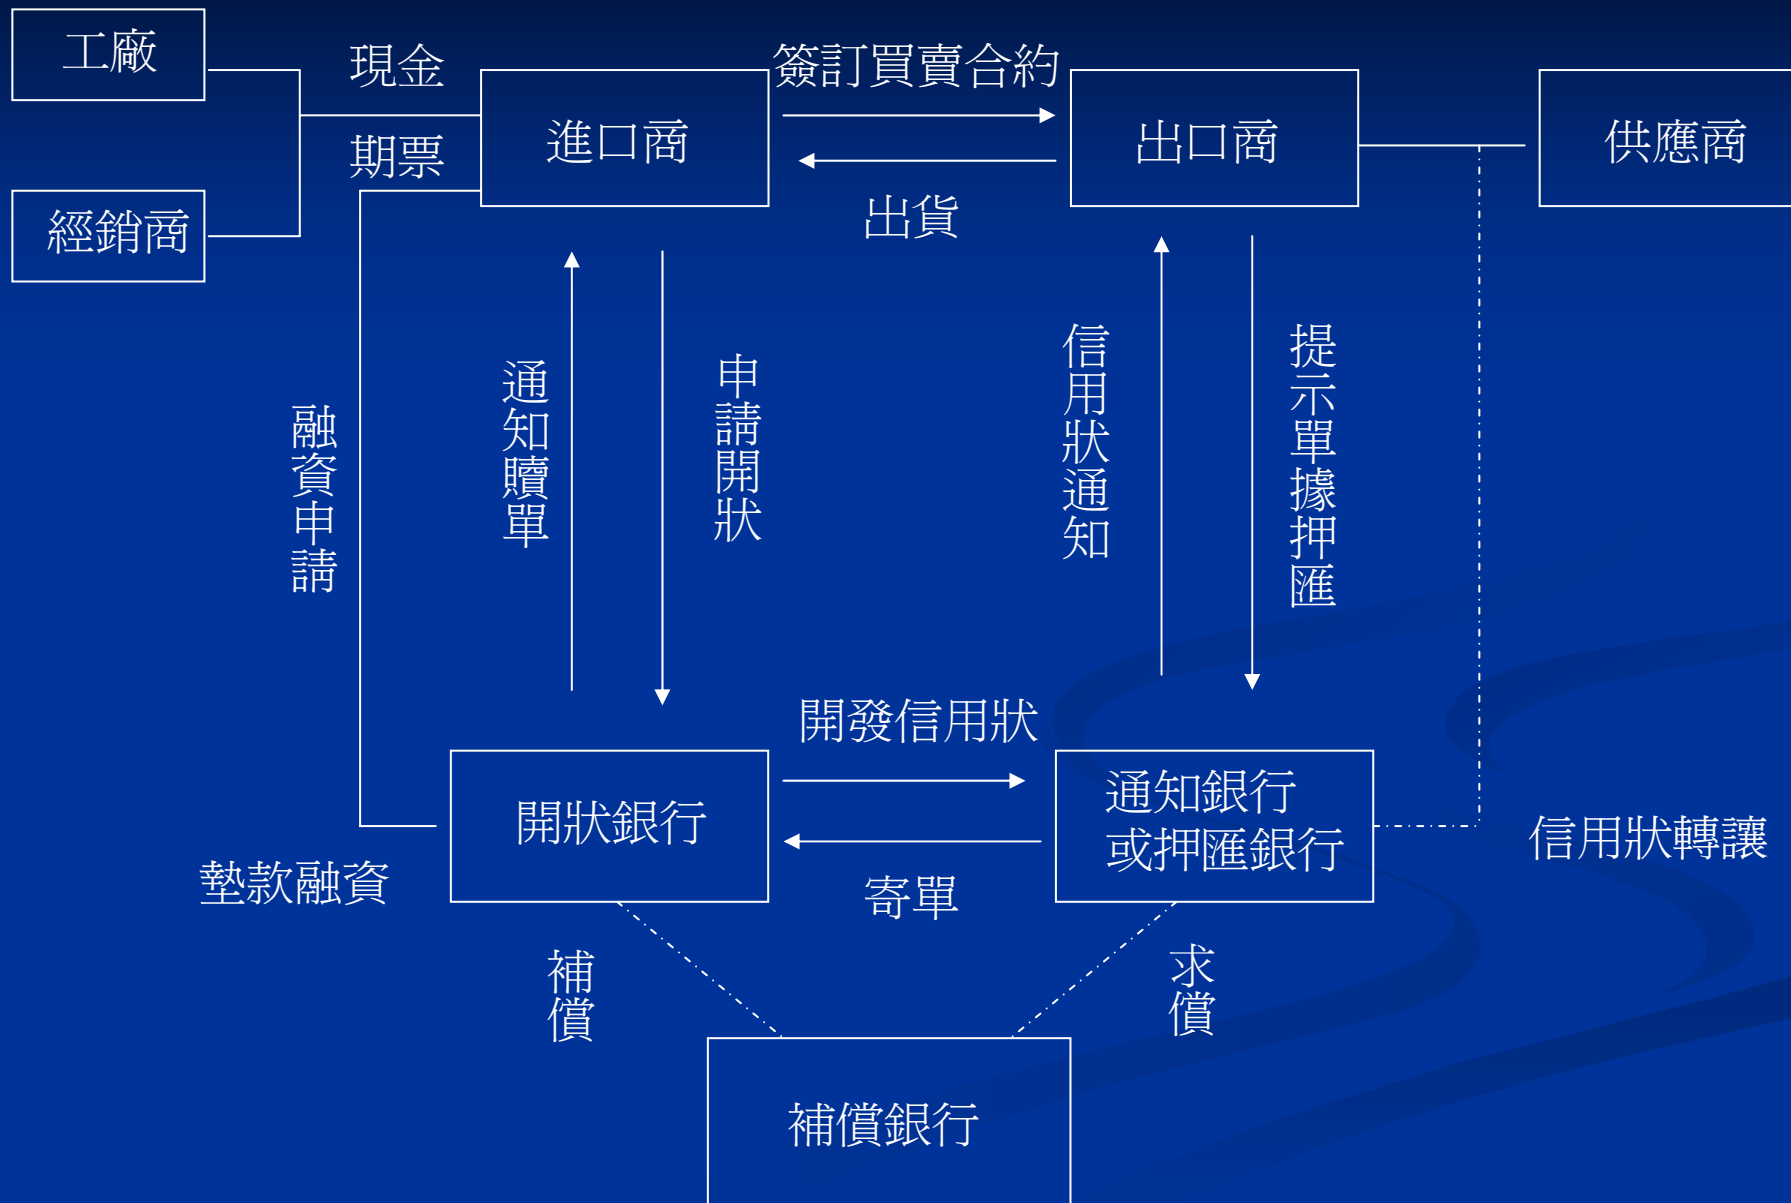 工廠
現金
簽訂買賣合約
進口商
出口商
供應商
期票
經銷商
出貨
信用狀通知
提示單據押匯
通知贖單
申請開狀
融資申請
開發信用狀
通知銀行
或押匯銀行
開狀銀行
信用狀轉讓
墊款融資
寄單
補償
求償
補償銀行